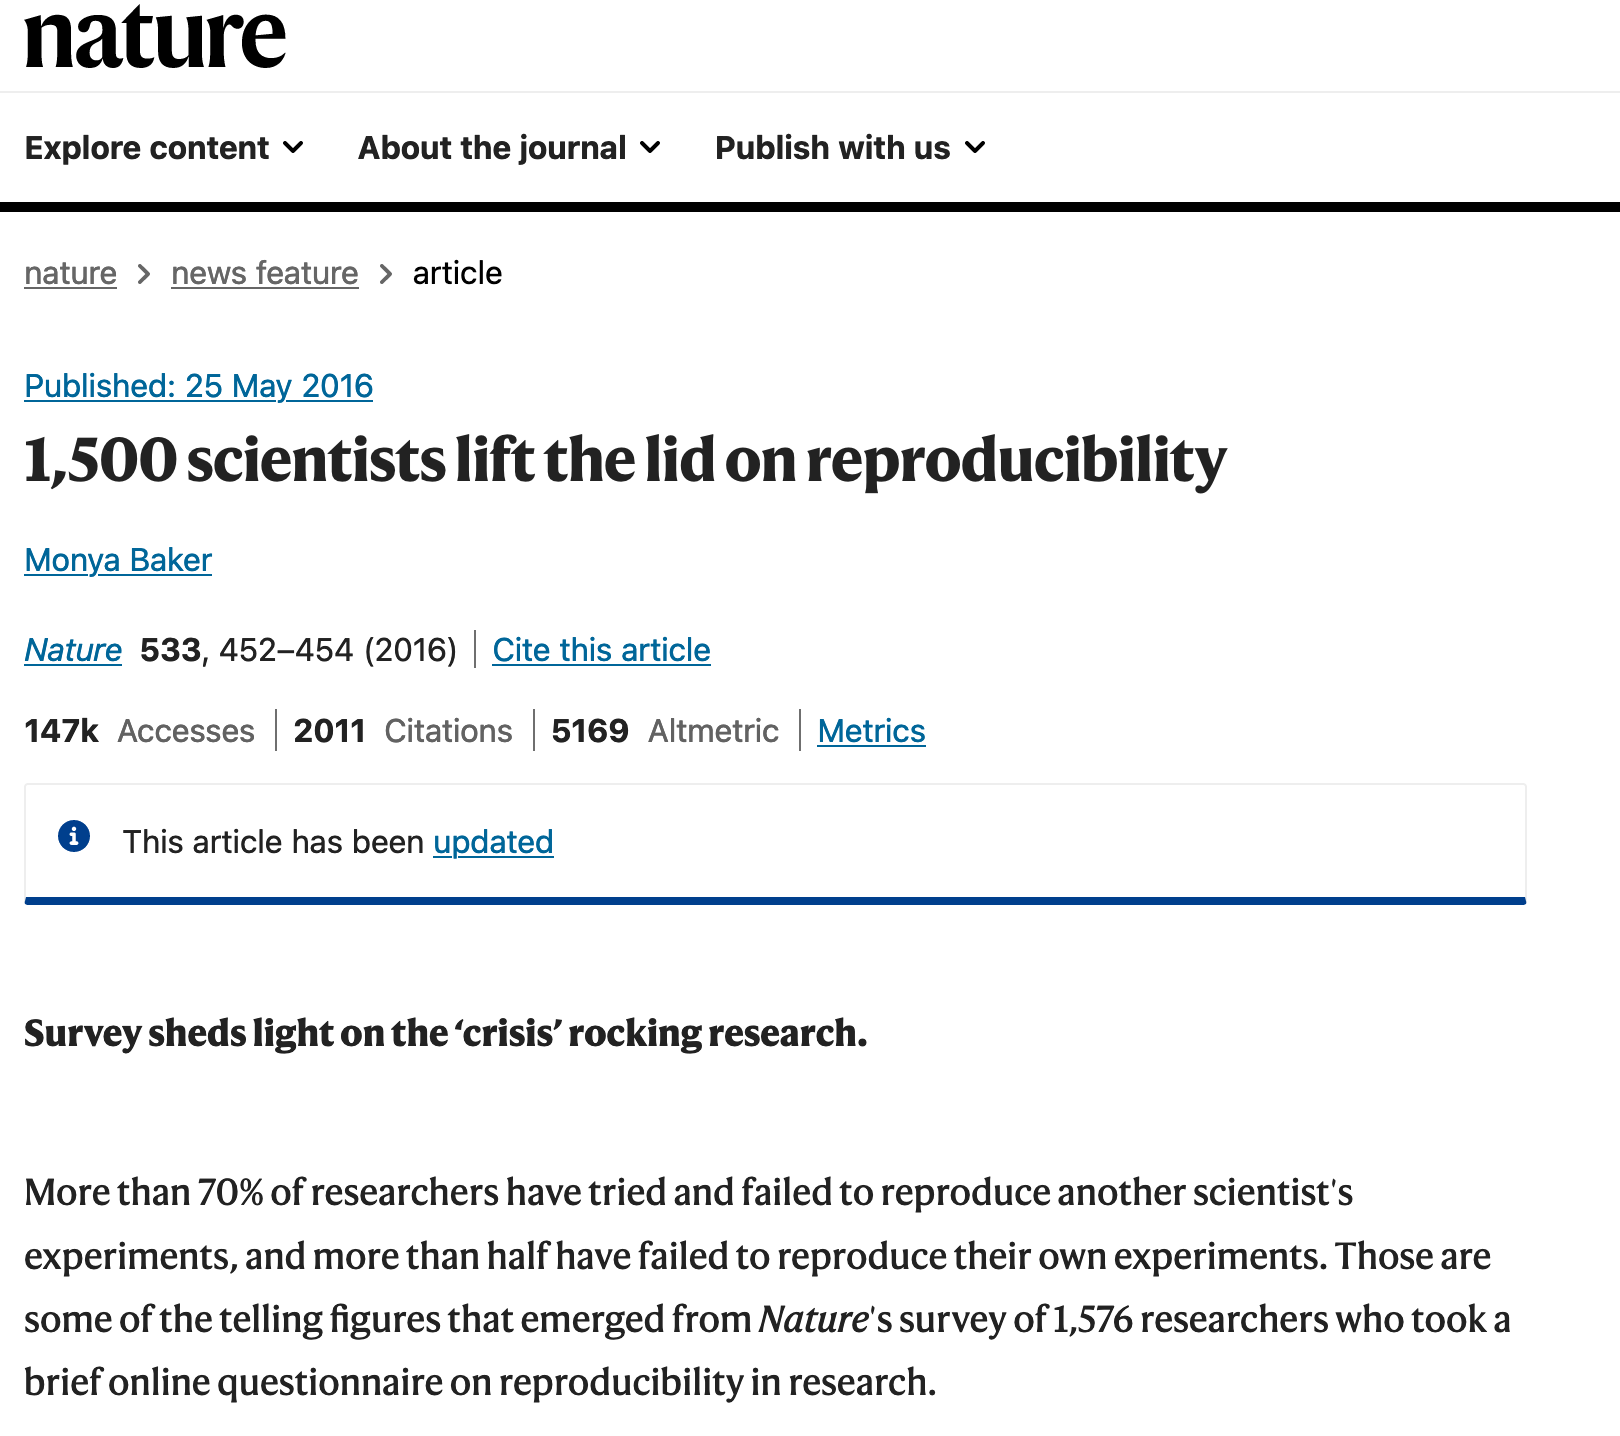 nature
Explore content About the journal Publish with us
nature > news feature > article
Published: 25 May 2016
1,500 scientists lift the lid on reproducibility
Monya Baker
Nature 533, 452–454 (2016) | Cite this article
147k Accesses | 2011 Citations | 5169 Altmetric | Metrics
This article has been updated
Survey sheds light on the ‘crisis’ rocking research.
More than 70% of researchers have tried and failed to reproduce another scientist's
experiments, and more than half have failed to reproduce their own experiments. Those are
some of the telling figures that emerged from Nature's survey of 1,576 researchers who took a
brief online questionnaire on reproducibility in research.